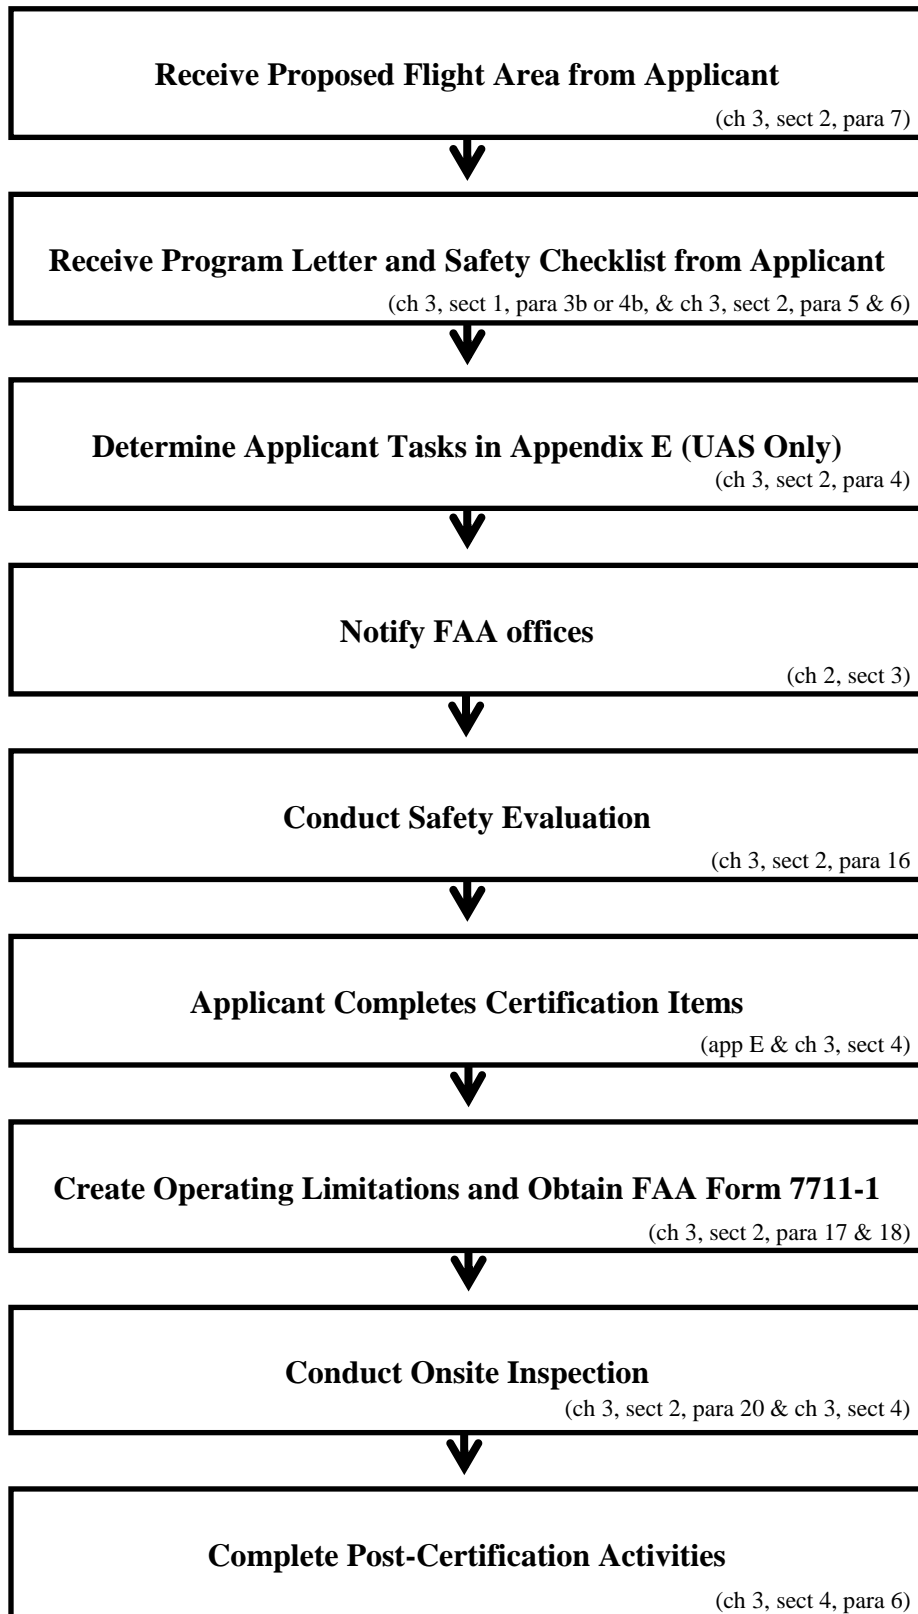 Receive Proposed Flight Area from Applicant
(ch 3, sect 2, para 7)
Receive Program Letter and Safety Checklist from Applicant
(ch 3, sect 1, para 3b or 4b, & ch 3, sect 2, para 5 & 6)
Determine Applicant Tasks in Appendix E (UAS Only)
(ch 3, sect 2, para 4)
Notify FAA offices
(ch 2, sect 3)
Conduct Safety Evaluation
(ch 3, sect 2, para 16
Applicant Completes Certification Items
(app E & ch 3, sect 4)
Create Operating Limitations and Obtain FAA Form 7711-1
(ch 3, sect 2, para 17 & 18)
Conduct Onsite Inspection
(ch 3, sect 2, para 20 & ch 3, sect 4)
Complete Post-Certification Activities
(ch 3, sect 4, para 6)